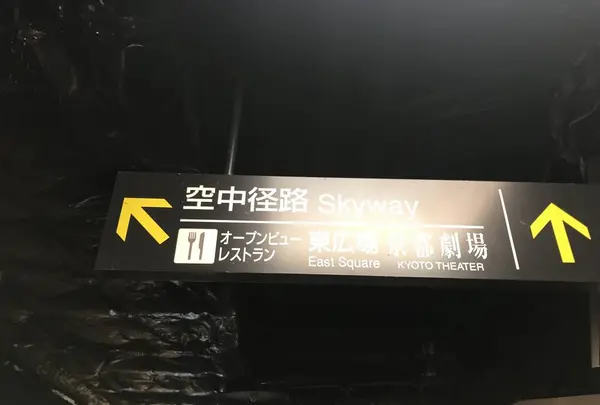 空中径路 Skyway
オープンビュー
レストラン
東広場 京都劇場
East Square KYOTO THEATER